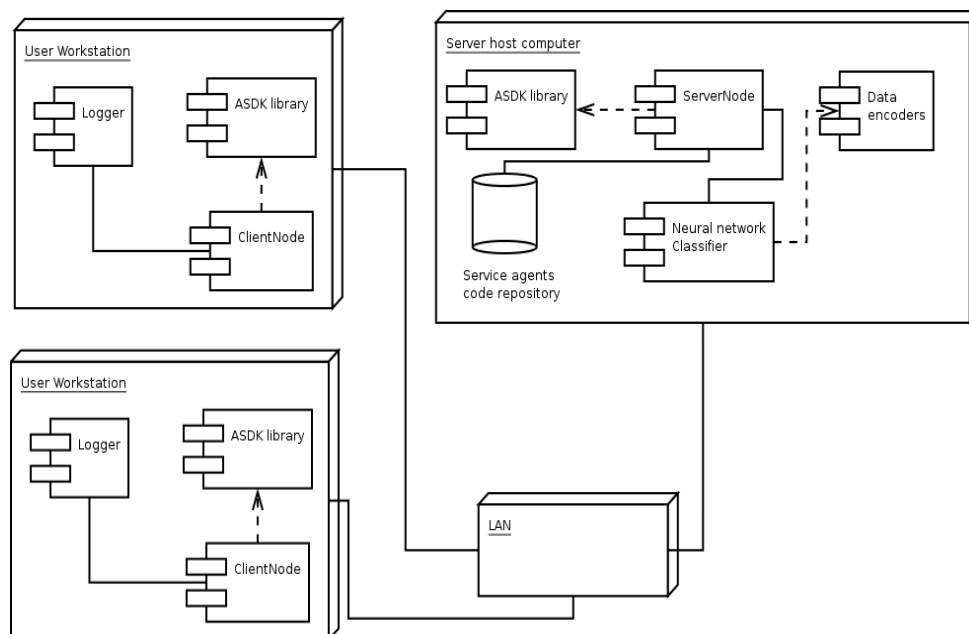 User Workstation
Logger
ASDK library
ClientNode
Server host computer
ASDK library
ServerNode
Data
encoders
Neural network
Classifier
Service agents
code repository
User Workstation
Logger
ASDK library
ClientNode
LAN